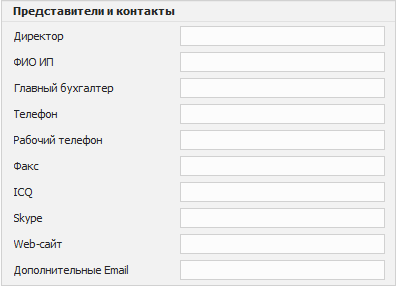 Представители и контакты
Директор
ФИО ИП
Главный бухгалтер
Телефон
Рабочий телефон
Факс
ICQ
Skype
Web-сайт
Дополнительные Email